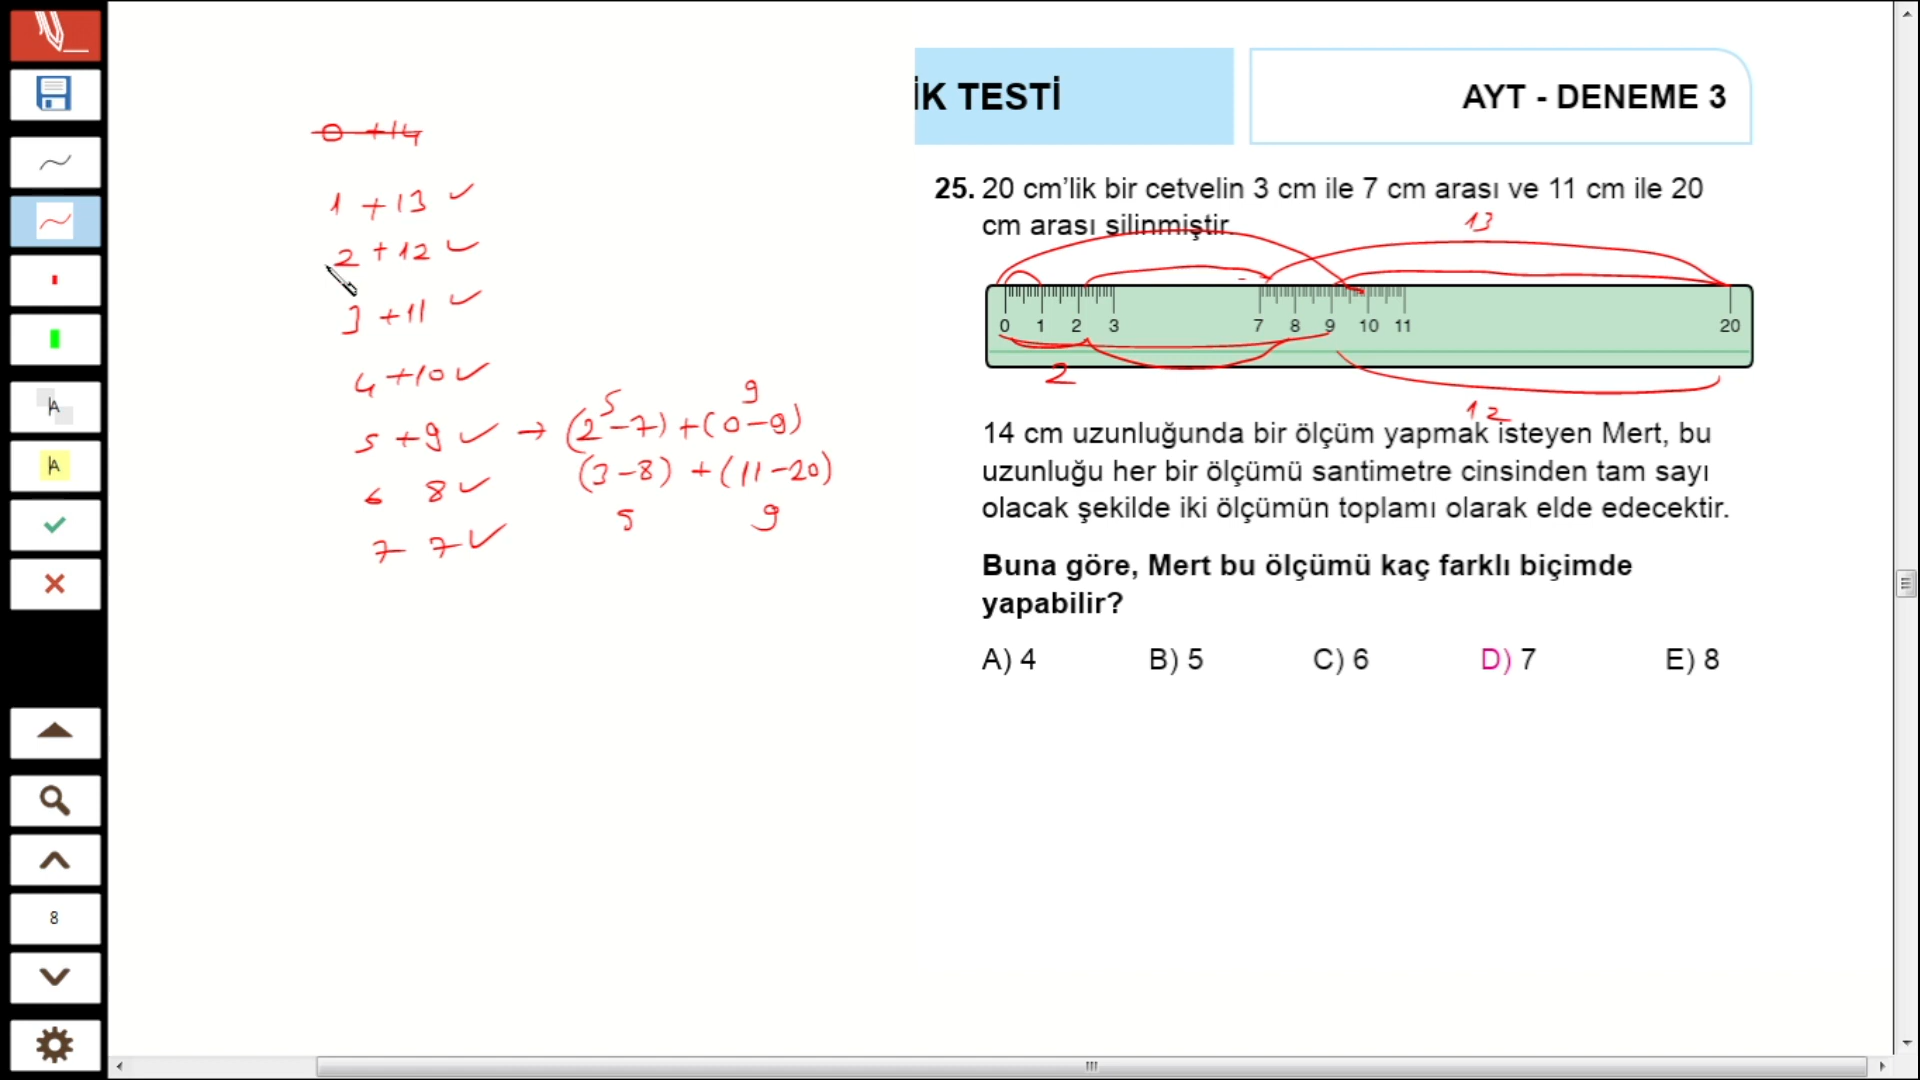 İK TESTİ
AYT - DENEME 3
25. 20 cm'lik bir cetvelin 3 cm ile 7 cm arası ve 11 cm ile 20
cm arası silinmiştir.
13
0 1 2 3 7 8 9 10 11 20
2
12
14 cm uzunluğunda bir ölçüm yapmak isteyen Mert, bu
uzunluğu her bir ölçümü santimetre cinsinden tam sayı
olacak şekilde iki ölçümün toplamı olarak elde edecektir.
Buna göre, Mert bu ölçümü kaç farklı biçimde
yapabilir?
A) 4 B) 5 C) 6 D) 7 E) 8
0 +14
1 +13 ✓
2 +12 ✓
3 +11 ✓
4 +10 ✓
5 9
5 +9 ✓ → (2-7) +(0-9)
(3-8) +(11-20)
6 8 ✓
5 9
7 7 ✓
A
A
8